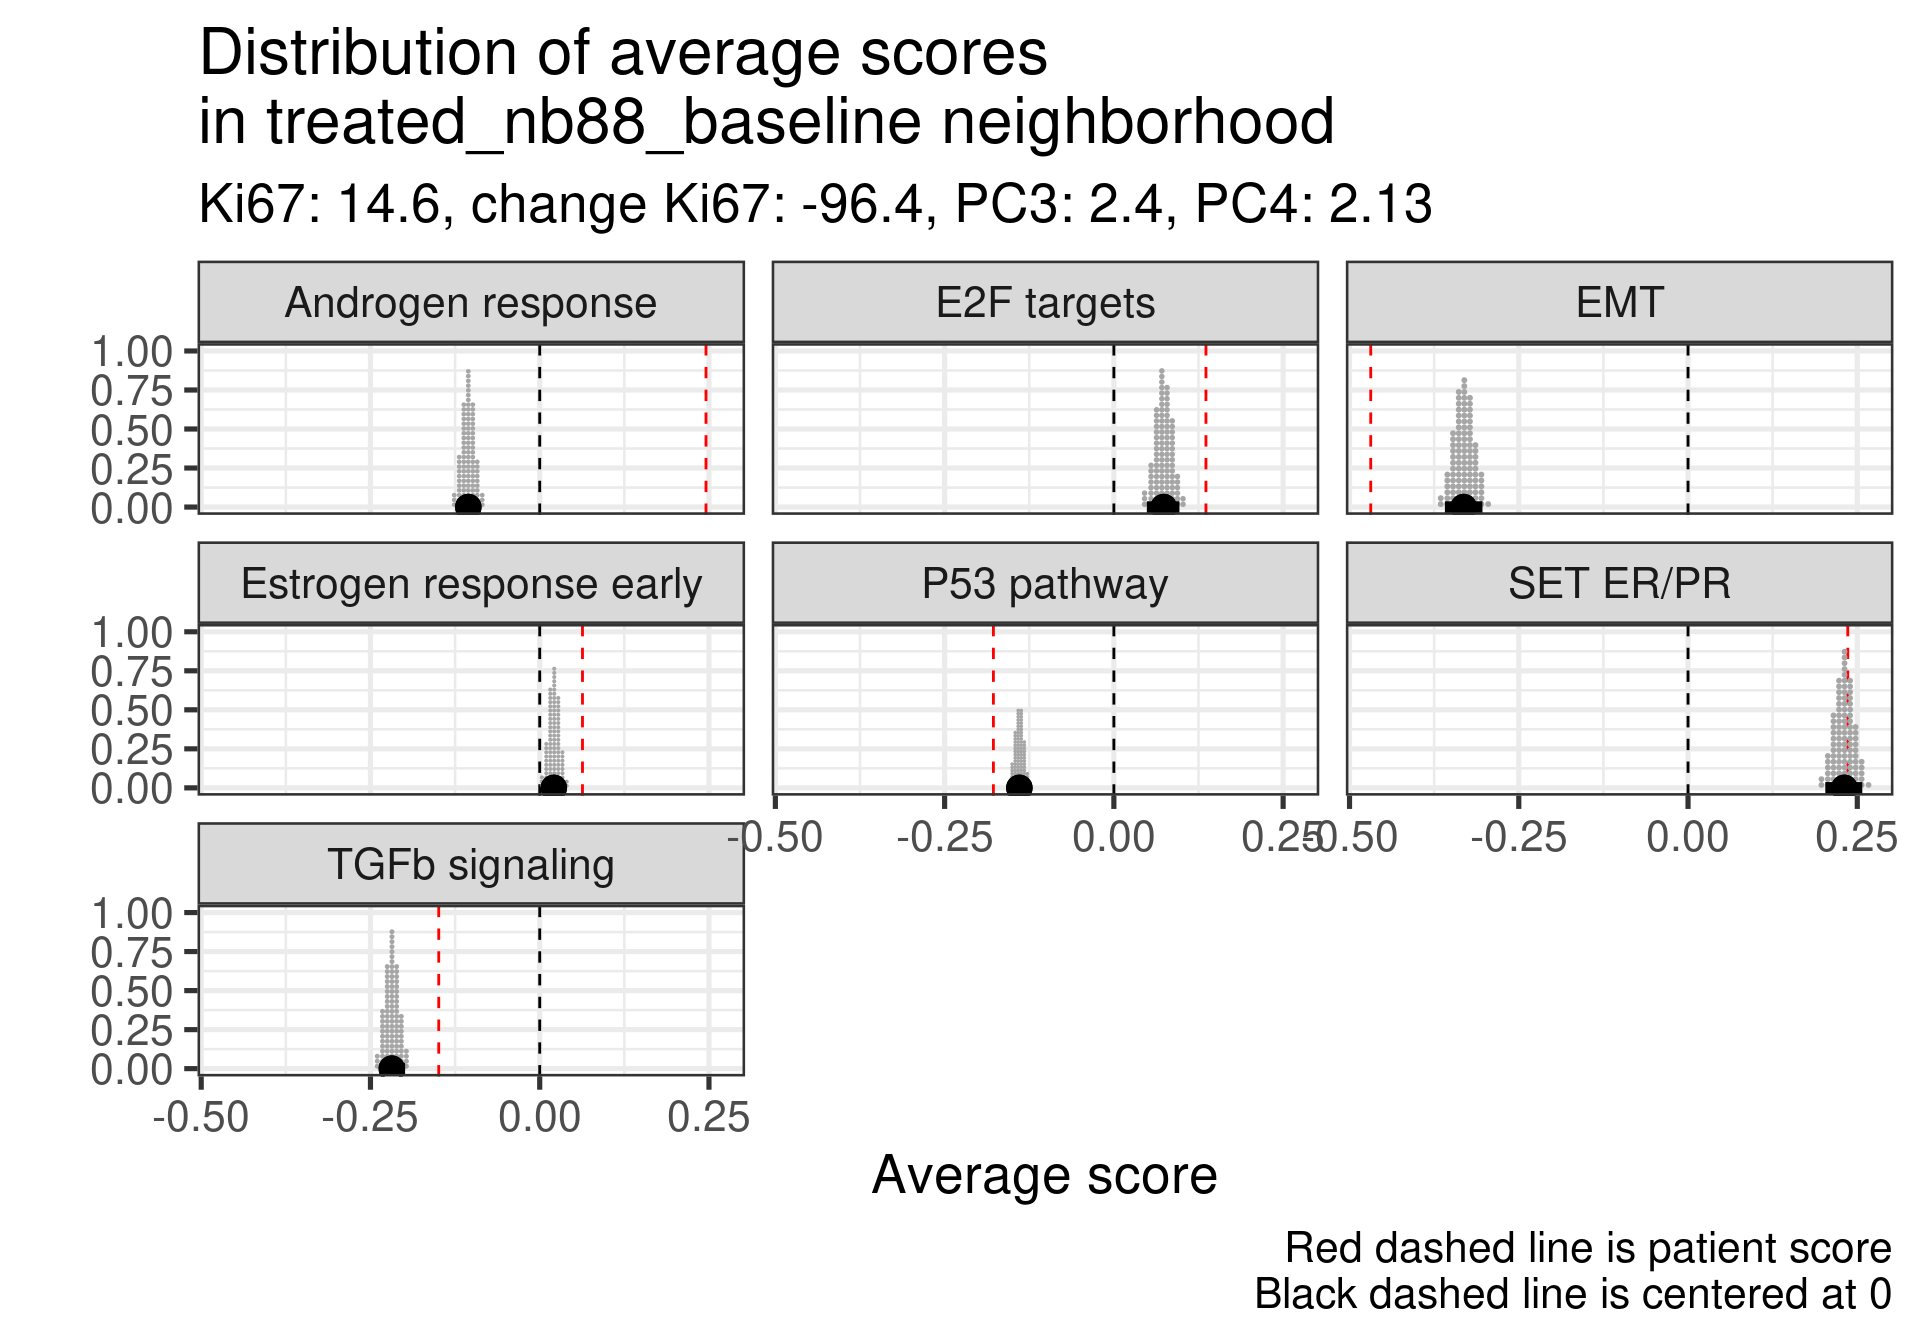 Distribution of average scores
in treated_nb88_baseline neighborhood
Ki67: 14.6, change Ki67: -96.4, PC3: 2.4, PC4: 2.13
Androgen response
E2F targets
EMT
1.00
0.75
0.50
0.25
0.00
Estrogen response early
P53 pathway
SET ER/PR
1.00
0.75
0.50
0.25
0.00
-0.50 -0.25 0.00 0.25
-0.50 -0.25 0.00 0.25
TGFb signaling
1.00
0.75
0.50
0.25
0.00
-0.50 -0.25 0.00 0.25
Average score
Red dashed line is patient score
Black dashed line is centered at 0